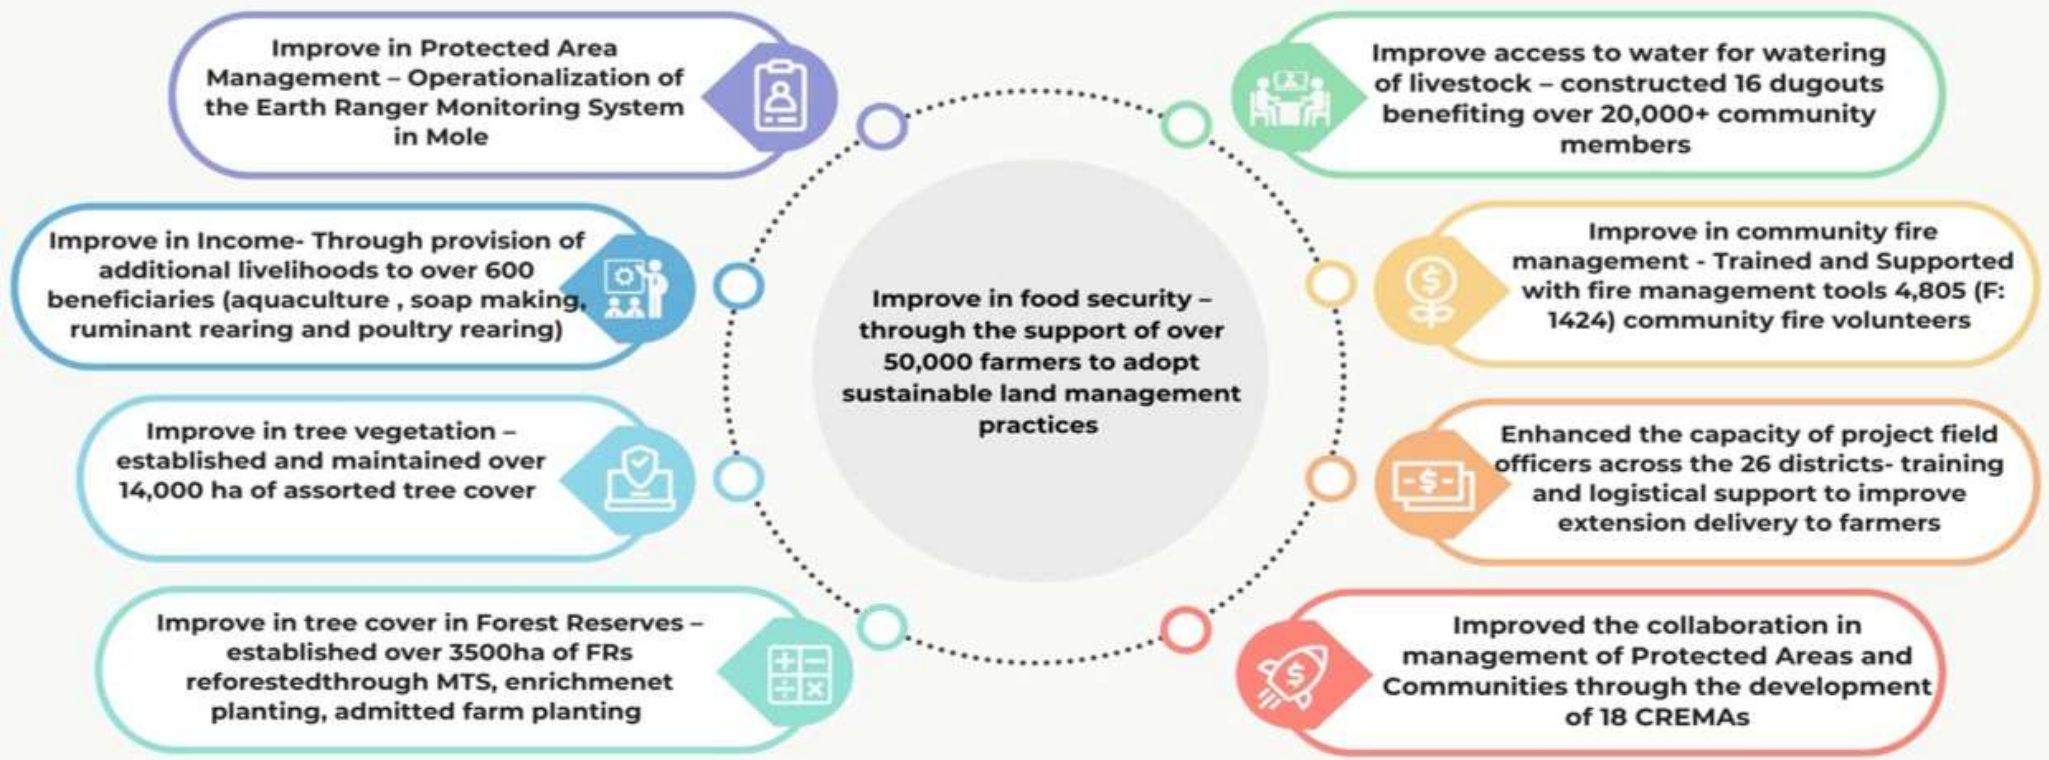 Improve in Protected Area
Management – Operationalization of
the Earth Ranger Monitoring System
in Mole
Improve in Income- Through provision of
additional livelihoods to over 600
beneficiaries (aquaculture , soap making,
ruminant rearing and poultry rearing)
Improve in tree vegetation –
established and maintained over
14,000 ha of assorted tree cover
Improve in tree cover in Forest Reserves –
established over 3500ha of FRs
reforestedthrough MTS, enrichmenet
planting, admitted farm planting
Improve in food security –
through the support of over
50,000 farmers to adopt
sustainable land management
practices
Improve access to water for watering
of livestock – constructed 16 dugouts
benefiting over 20,000+ community
members
Improve in community fire
management - Trained and Supported
with fire management tools 4,805 (F:
1424) community fire volunteers
Enhanced the capacity of project field
officers across the 26 districts- training
and logistical support to improve
extension delivery to farmers
Improved the collaboration in
management of Protected Areas and
Communities through the development
of 18 CREMAs